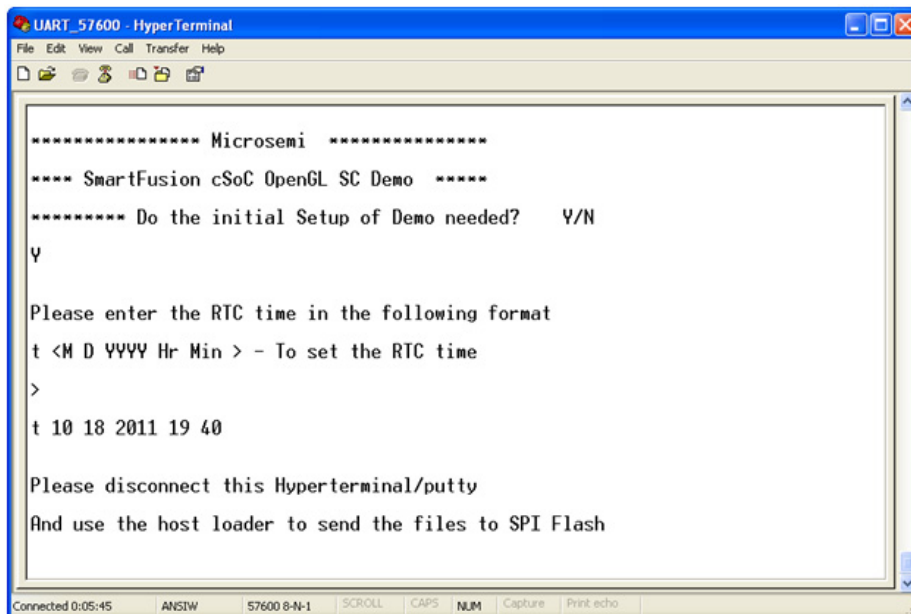 UART_57600 - HyperTerminal
File Edit View Call Transfer Help
**************** Microsemi ***************
**** SmartFusion cSoC OpenGL SC Demo *****
********* Do the initial Setup of Demo needed? Y/N
Y
Please enter the RTC time in the following format
t <M D YYYY Hr Min > - To set the RTC time
>
t 10 18 2011 19 40
Please disconnect this Hyperterminal/putty
And use the host loader to send the files to SPI Flash
Connected 0:05:45 ANSIW 57600 8-N-1 SCROLL CAPS NUM Capture Print echo